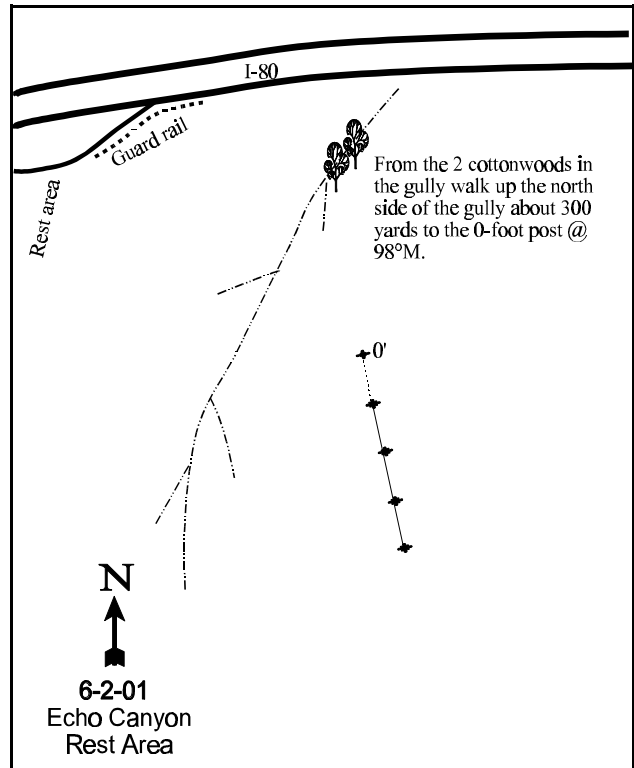 I-80
Guard rail
Rest area
From the 2 cottonwoods in
the gully walk up the north
side of the gully about 300
yards to the 0-foot post @
98°M.
0'
N
6-2-01
Echo Canyon
Rest Area